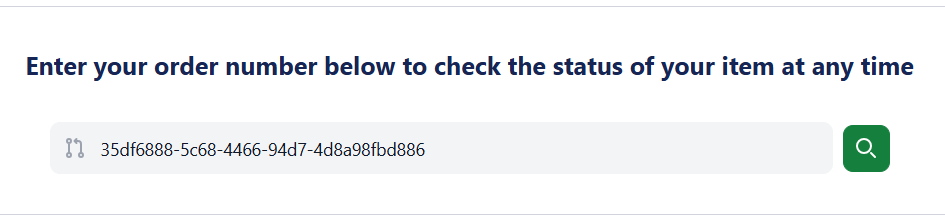 Enter your order number below to check the status of your item at any time
35df6888-5c68-4466-94d7-4d8a98fbd886